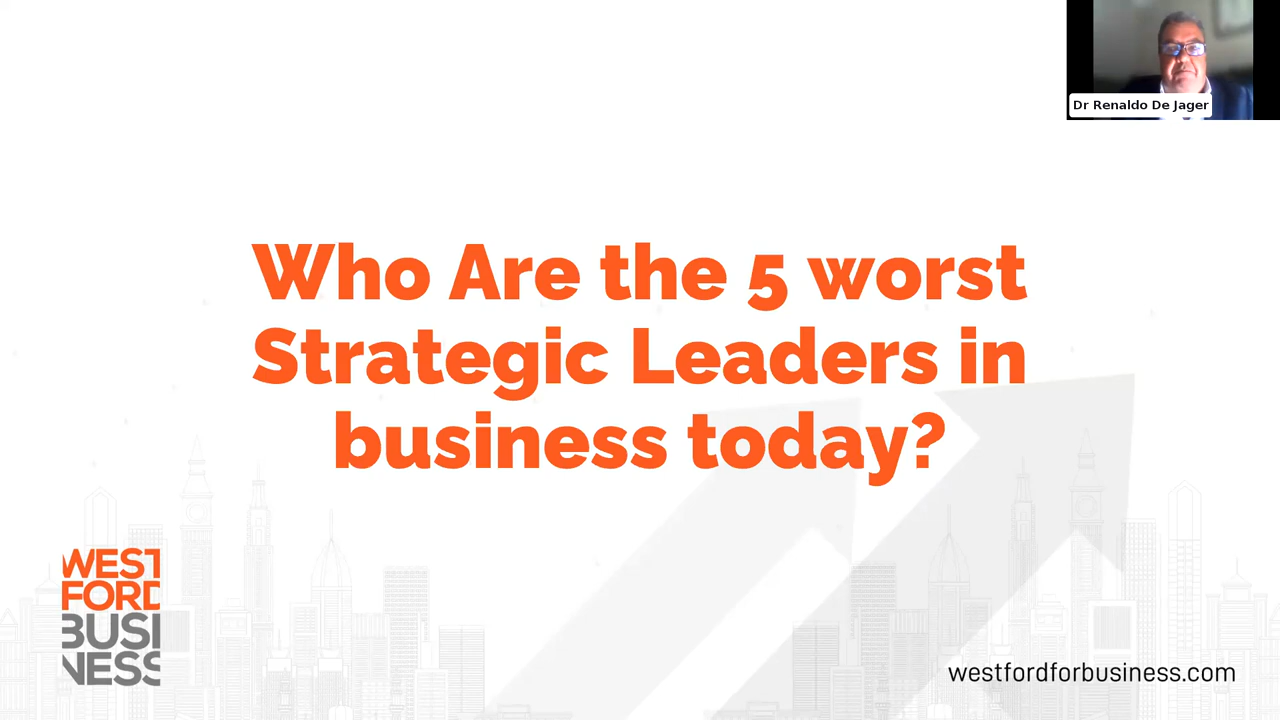 Dr Renaldo De Jager
Who Are the 5 worst
Strategic Leaders in
business today?
WEST
FORD
BUSI
NESS
westfordforbusiness.com